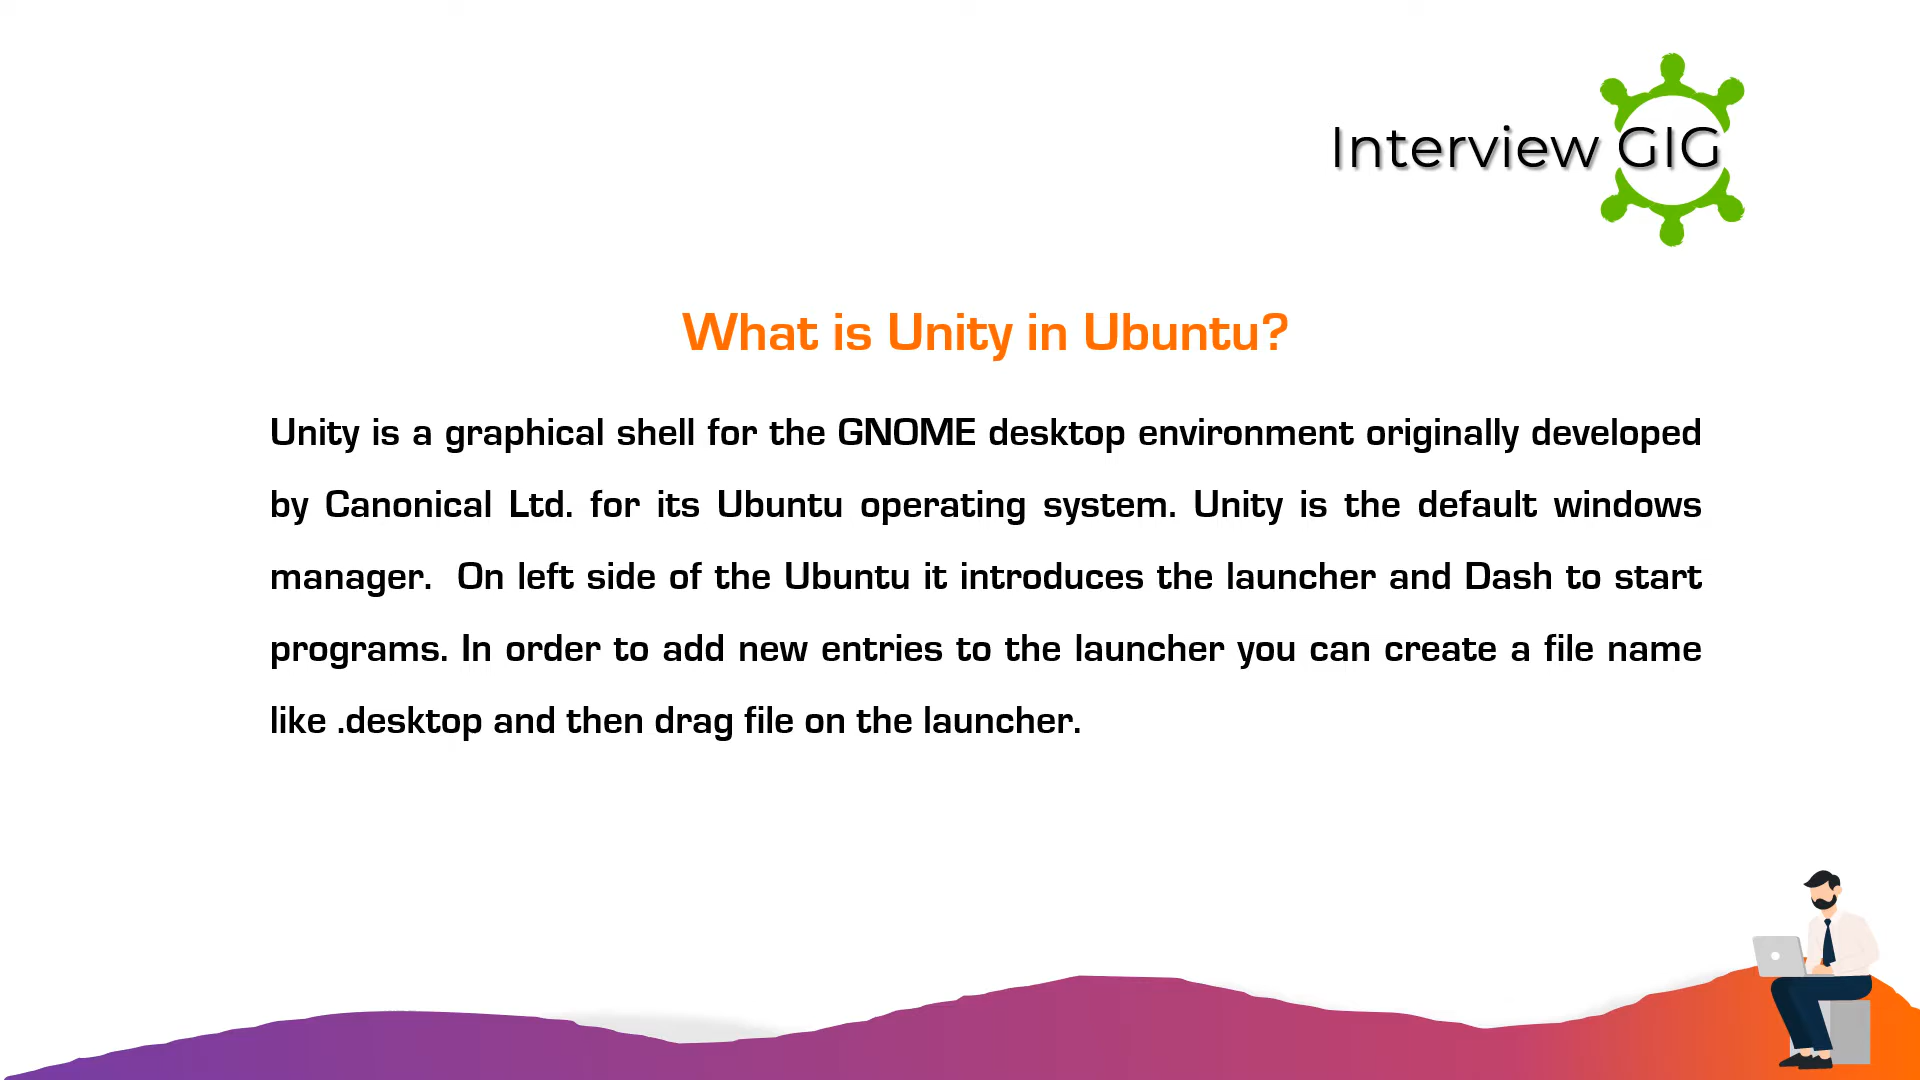 Interview GIG
What is Unity in Ubuntu?
Unity is a graphical shell for the GNOME desktop environment originally developed
by Canonical Ltd. for its Ubuntu operating system. Unity is the default windows
manager.  On left side of the Ubuntu it introduces the launcher and Dash to start
programs. In order to add new entries to the launcher you can create a file name
like .desktop and then drag file on the launcher.